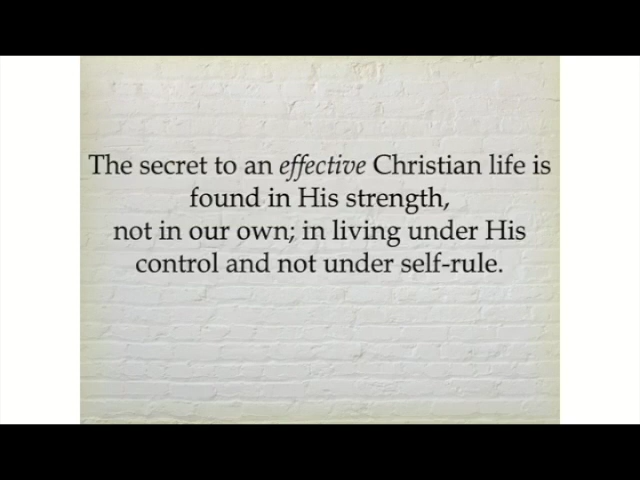 The secret to an effective Christian life is
found in His strength,
not in our own; in living under His
control and not under self-rule.